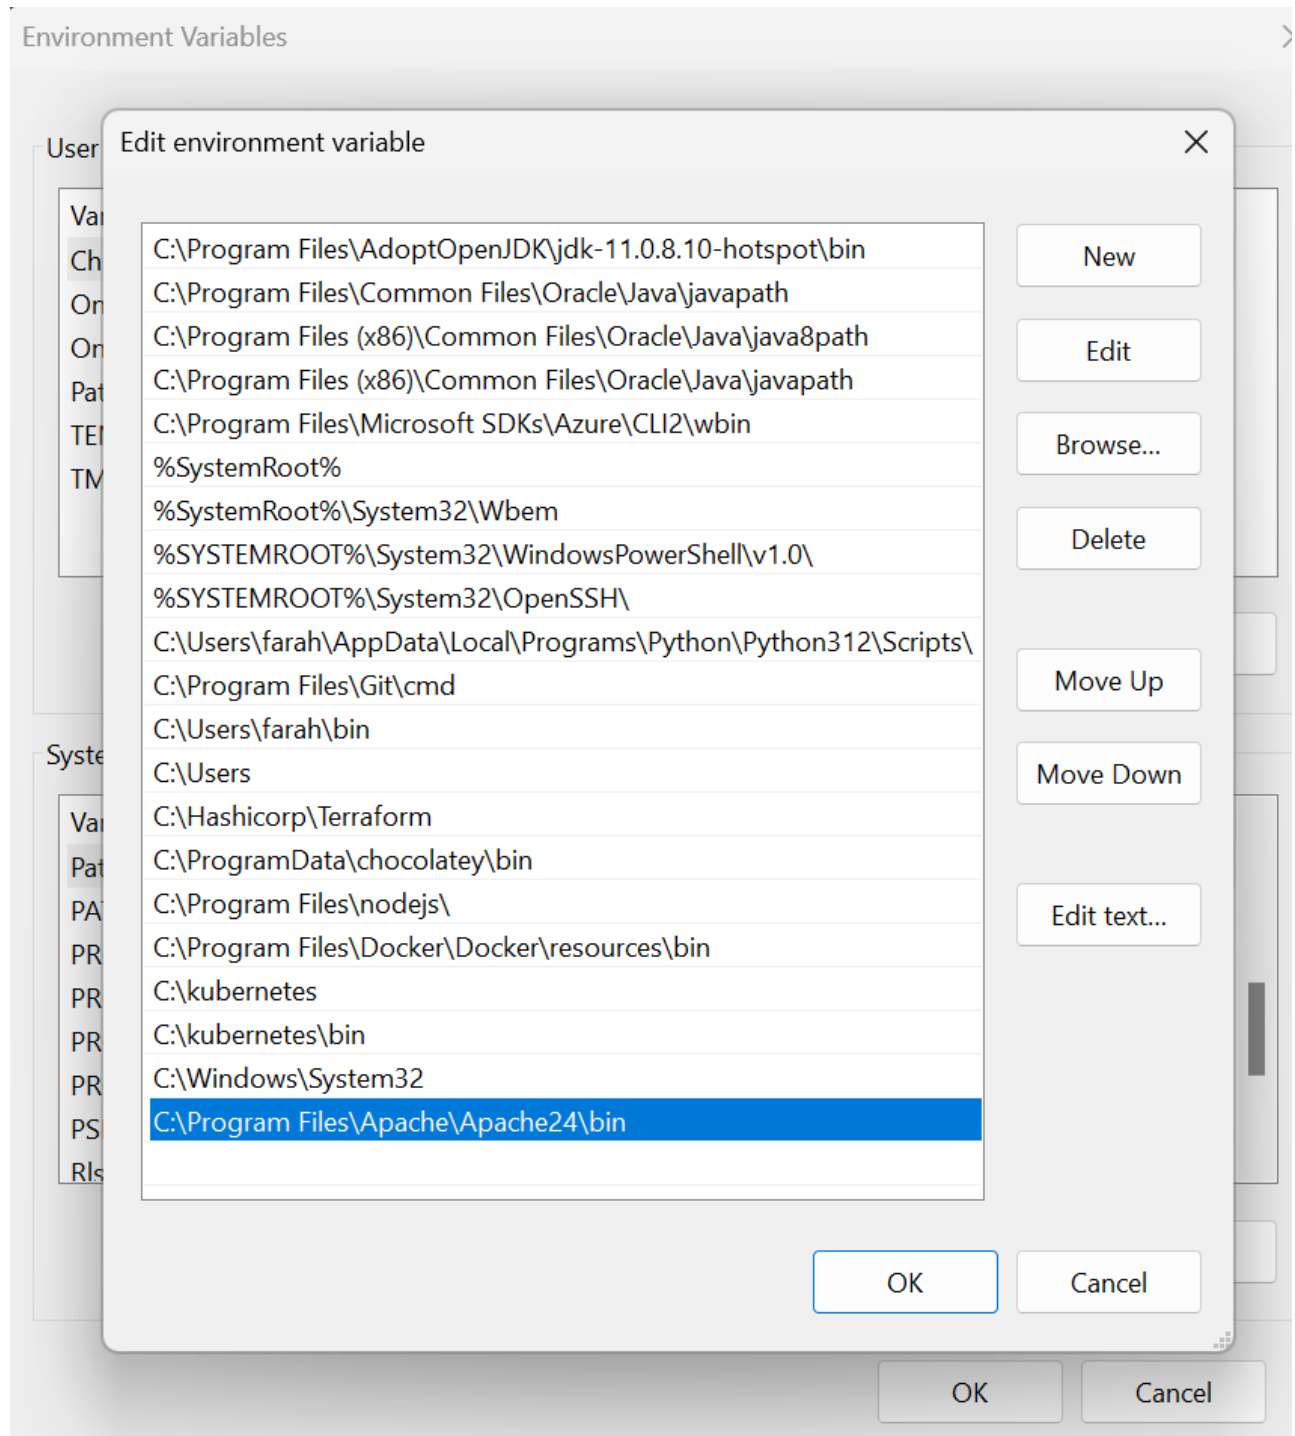 Environment Variables
Edit environment variable
User
C:\Program Files\AdoptOpenJDK\jdk-11.0.8.10-hotspot\bin
C:\Program Files\Common Files\Oracle\Java\javapath
C:\Program Files (x86)\Common Files\Oracle\Java\java8path
C:\Program Files (x86)\Common Files\Oracle\Java\javapath
C:\Program Files\Microsoft SDKs\Azure\CLI2\wbin
%SystemRoot%
%SystemRoot%\System32\Wbem
%SYSTEMROOT%\System32\WindowsPowerShell\v1.0\
%SYSTEMROOT%\System32\OpenSSH\
C:\Users\farah\AppData\Local\Programs\Python\Python312\Scripts\
C:\Program Files\Git\cmd
C:\Users\farah\bin
C:\Users
C:\Hashicorp\Terraform
C:\ProgramData\chocolatey\bin
C:\Program Files\nodejs\
C:\Program Files\Docker\Docker\resources\bin
C:\kubernetes
C:\kubernetes\bin
C:\Windows\System32
C:\Program Files\Apache\Apache24\bin
New
Edit
Browse...
Delete
Move Up
Move Down
Edit text...
OK
Cancel
OK
Cancel